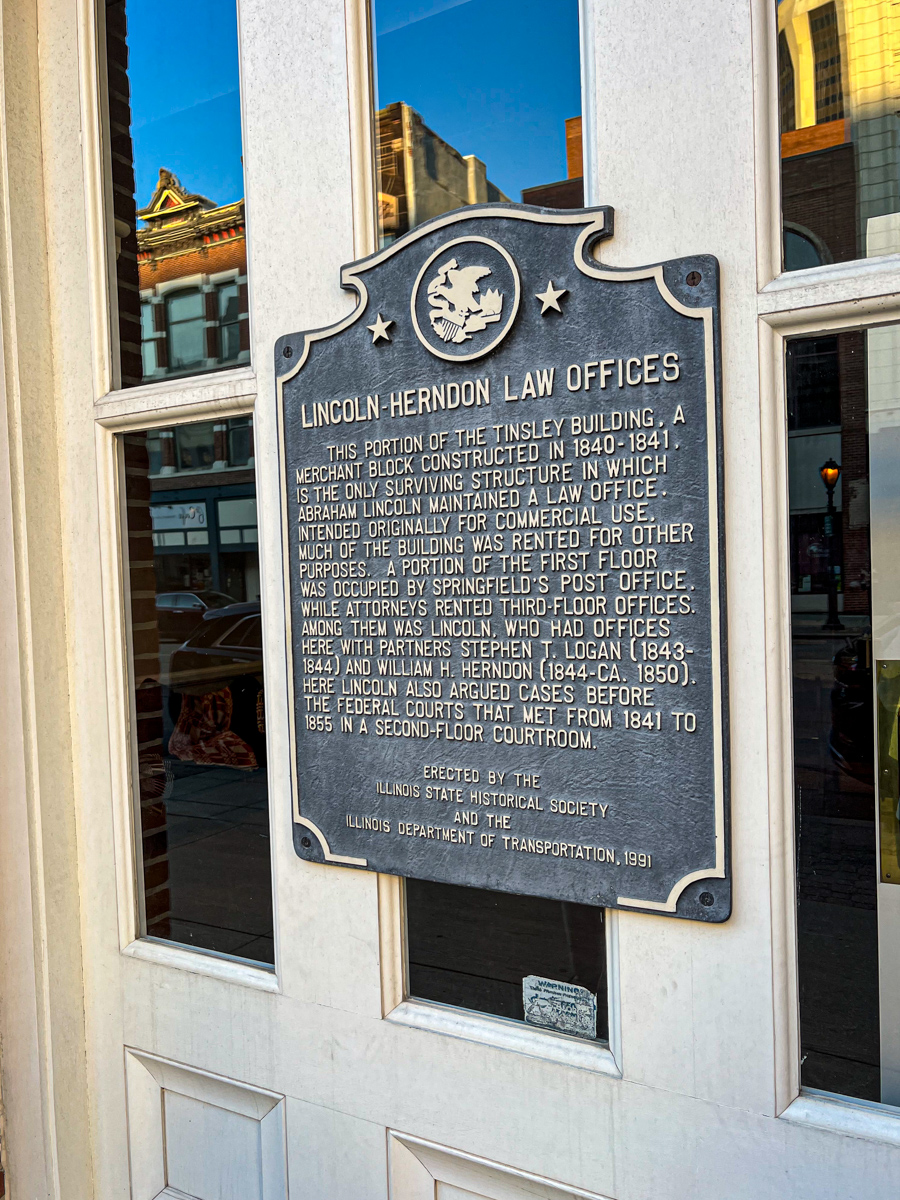 LINCOLN-HERNDON LAW OFFICES
THIS PORTION OF THE TINSLEY BUILDING, A
MERCHANT BLOCK CONSTRUCTED IN 1840-1841,
IS THE ONLY SURVIVING STRUCTURE IN WHICH
ABRAHAM LINCOLN MAINTAINED A LAW OFFICE.
INTENDED ORIGINALLY FOR COMMERCIAL USE,
MUCH OF THE BUILDING WAS RENTED FOR OTHER
PURPOSES. A PORTION OF THE FIRST FLOOR
WAS OCCUPIED BY SPRINGFIELD'S POST OFFICE,
WHILE ATTORNEYS RENTED THIRD-FLOOR OFFICES.
AMONG THEM WAS LINCOLN, WHO HAD OFFICES
HERE WITH PARTNERS STEPHEN T. LOGAN (1843-
1844) AND WILLIAM H. HERNDON (1844-CA. 1850).
HERE LINCOLN ALSO ARGUED CASES BEFORE
THE FEDERAL COURTS THAT MET FROM 1841 TO
1855 IN A SECOND-FLOOR COURTROOM.
ERECTED BY THE
ILLINOIS STATE HISTORICAL SOCIETY
AND THE
ILLINOIS DEPARTMENT OF TRANSPORTATION, 1991
WARNING